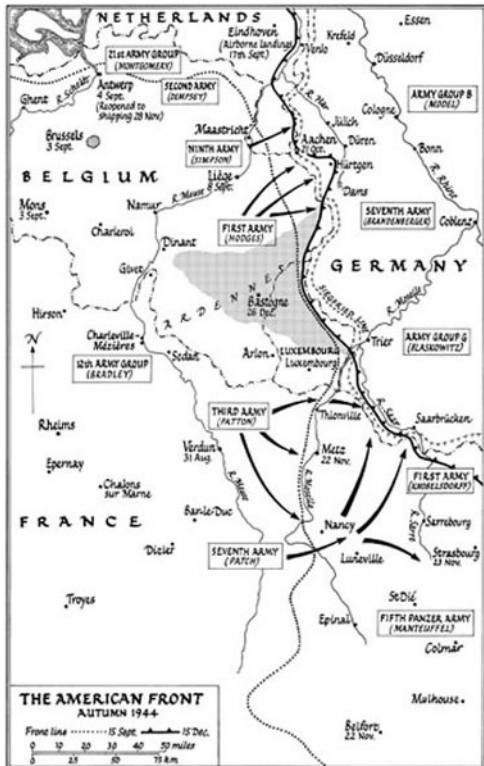 NETHERLANDS
Eindhoven
(Airborne landings
17th Sept.)
Essen
Krefeld
Venlo
Düsseldorf
21st ARMY GROUP
(MONTGOMERY)
SECOND ARMY
(DEMPSEY)
Antwerp
4 Sept.
(Reopened to
shipping 28 Nov)
Ghent
R. Scheldt
ARMY GROUP B
(MODEL)
Cologne
Jülich
Maastricht
Brussels
3 Sept.
NINTH ARMY
(SIMPSON)
Aachen
21 Oct.
Düren
Bonn
Hürtgen
R. Rhine
Liège
8 Sept.
Dams
BELGIUM
R. Meuse
Mons
3 Sept.
Namur
FIRST ARMY
(HODGES)
SEVENTH ARMY
(BRANDENBERGER)
Coblenz
Charleroi
Dinant
GERMANY
Givet
ARDENNES
Bastogne
26 Dec.
SIEGFRIED LINE
R. Moselle
Hirson
N
Charleville-
Mézières
Trier
ARMY GROUP G
(BLASKOWITZ)
12th ARMY GROUP
(BRADLEY)
Sedan
Arlon
LUXEMBOURG
Luxembourg
THIRD ARMY
(PATTON)
Thionville
R. Saar
Saarbrücken
Rheims
Verdun
31 Aug.
Metz
22 Nov.
R. Meuse
R. Moselle
FIRST ARMY
(KNOBELSDORFF)
Epernay
Chalons
sur Marne
FRANCE
Bar-le-Duc
Nancy
R. Sarre
Sarrebourg
Dizier
SEVENTH ARMY
(PATCH)
Luneville
Strasbourg
23 Nov.
Troyes
St Dié
Epinal
FIFTH PANZER ARMY
(MANTEUFFEL)
Colmar
THE AMERICAN FRONT
AUTUMN 1944
Front line 15 Sept. 15 Dec.
0 10 20 30 40 50 miles
0 25 50 75 km
Mulhouse
Belfort
22 Nov.